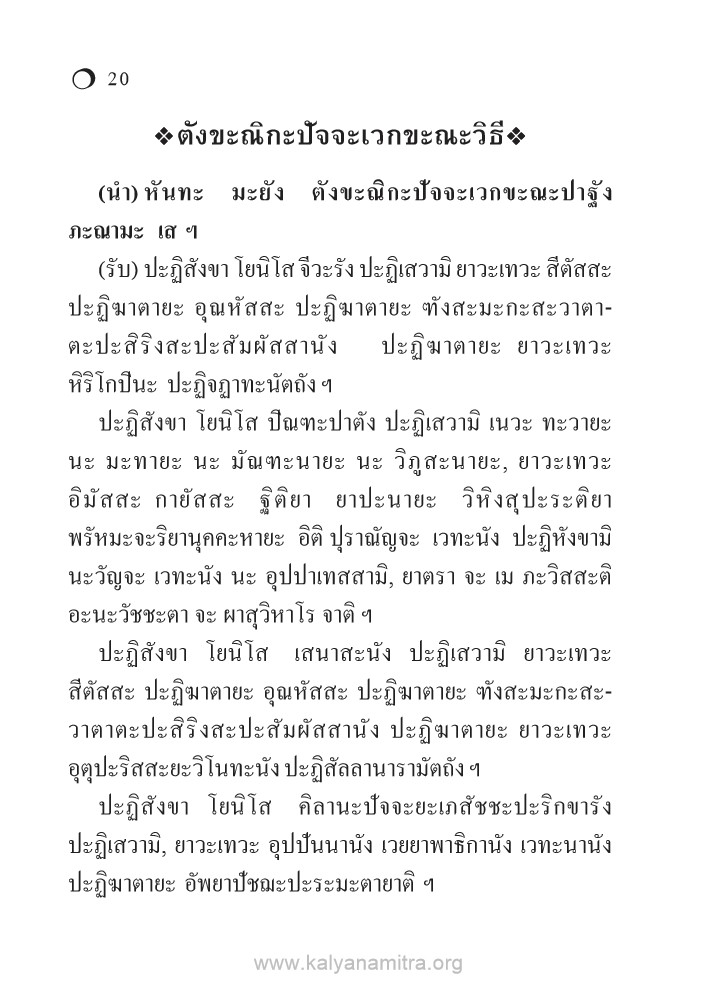 ❍ 20
❖ตังขะณิกะปัจจะเวกขะณะวิธี❖
(นำ) หันทะ มะยัง ตังขะณิกะปัจจะเวกขะณะปาฐัง
ภะณามะ เส ฯ
(รับ) ปะฏิสังขา โยนิโส จีวะรัง ปะฏิเสวามิ ยาวะเทวะ สีตัสสะ
ปะฏิฆาตายะ อุณหัสสะ ปะฏิฆาตายะ ฑังสะมะกะสะวาตา-
ตะปะสิริงสะปะสัมผัสสานัง ปะฏิฆาตายะ ยาวะเทวะ
หิริโกปีนะ ปะฏิจฏาทะนัตถัง ฯ
ปะฏิสังขา โยนิโส ปิณฑะปาตัง ปะฏิเสวามิ เนวะ ทะวายะ
นะ มะทายะ นะ มัณฑะนายะ นะ วิภูสะนายะ, ยาวะเทวะ
อิมัสสะ กายัสสะ ฐิติยา ยาปะนายะ วิหิงสุปะระติยา
พรัหมะจะริยานุคคะหายะ อิติ ปุราณัญจะ เวทะนัง ปะฏิหังขามิ
นะวัญจะ เวทะนัง นะ อุปปาเทสสามิ, ยาตรา จะ เม ภะวิสสะติ
อะนะวัชชะตา จะ ผาสุวิหาโร จาติ ฯ
ปะฏิสังขา โยนิโส เสนาสะนัง ปะฏิเสวามิ ยาวะเทวะ
สีตัสสะ ปะฏิฆาตายะ อุณหัสสะ ปะฏิฆาตายะ ฑังสะมะกะสะ-
วาตาตะปะสิริงสะปะสัมผัสสานัง ปะฏิฆาตายะ ยาวะเทวะ
อุตุปะริสสะยะวิโนทะนัง ปะฏิสัลลานารามัตถัง ฯ
ปะฏิสังขา โยนิโส คิลานะปัจจะยะเภสัชชะปะริกขารัง
ปะฏิเสวามิ, ยาวะเทวะ อุปปันนานัง เวยยาพาธิกานัง เวทะนานัง
ปะฏิฆาตายะ อัพยาปัชฌะปะระมะตายาติ ฯ
www.kalyanamitra.org